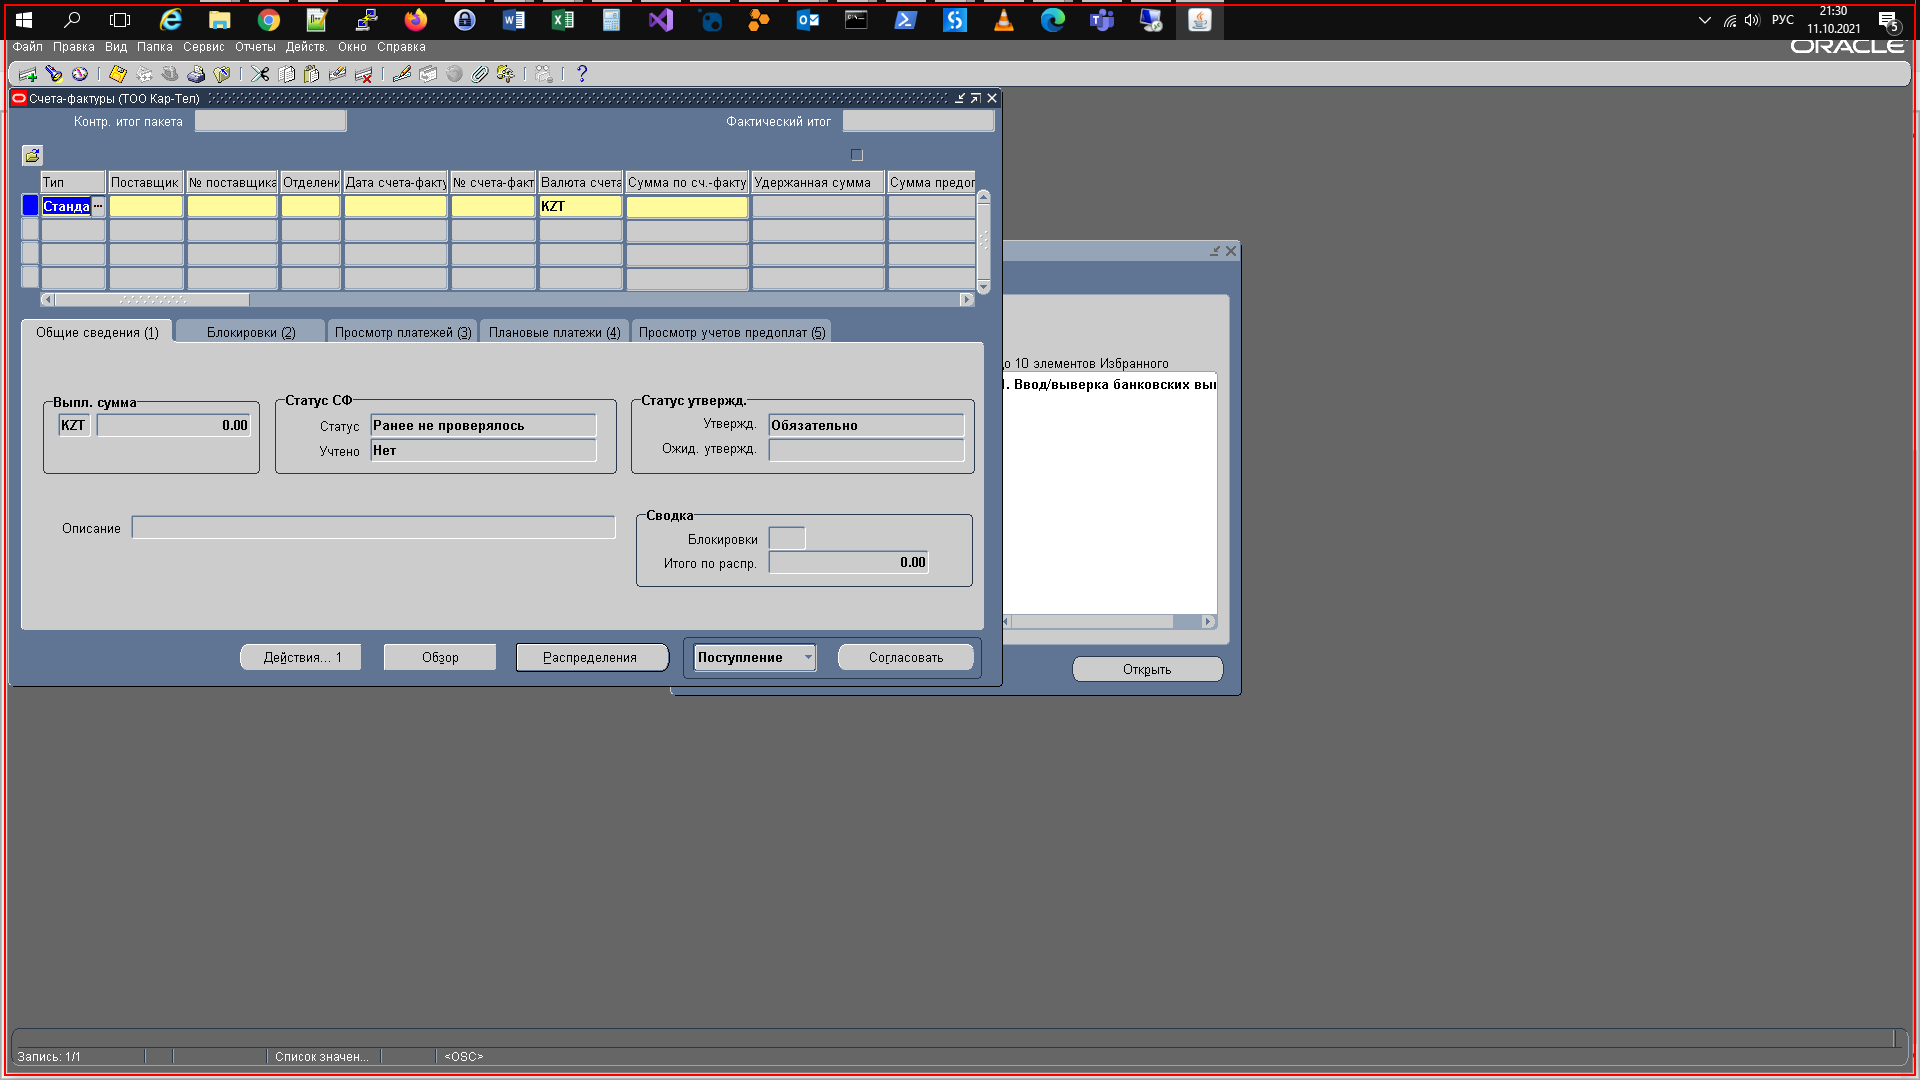 РУС
21:30
11.10.2021
5
Файл Правка Вид Папка Сервис Отчеты Действ. Окно Справка
ORACLE
Счета-фактуры (ТОО Кар-Тел)
Контр. итог пакета
Фактический итог
Тип Поставщик № поставщика Отделени Дата счета-факту № счета-факт Валюта счета Сумма по сч.-факту Удержанная сумма Сумма предоп
Станда ... KZT
Общие сведения (1) Блокировки (2) Просмотр платежей (3) Плановые платежи (4) Просмотр учетов предоплат (5)
до 10 элементов Избранного
1. Ввод/выверка банковских вып
Выпл. сумма
KZT 0.00
Статус СФ
Статус Ранее не проверялось
Учтено Нет
Статус утвержд.
Утвержд. Обязательно
Ожид. утвержд.
Описание
Сводка
Блокировки
Итого по распр. 0.00
Действия... 1 Обзор Распределения Поступление Согласовать
Открыть
Запись: 1/1 Список значен... <OSC>